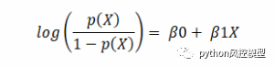 log(p(X) / (1 − p(X))) = β0 + β1X
python风控模型